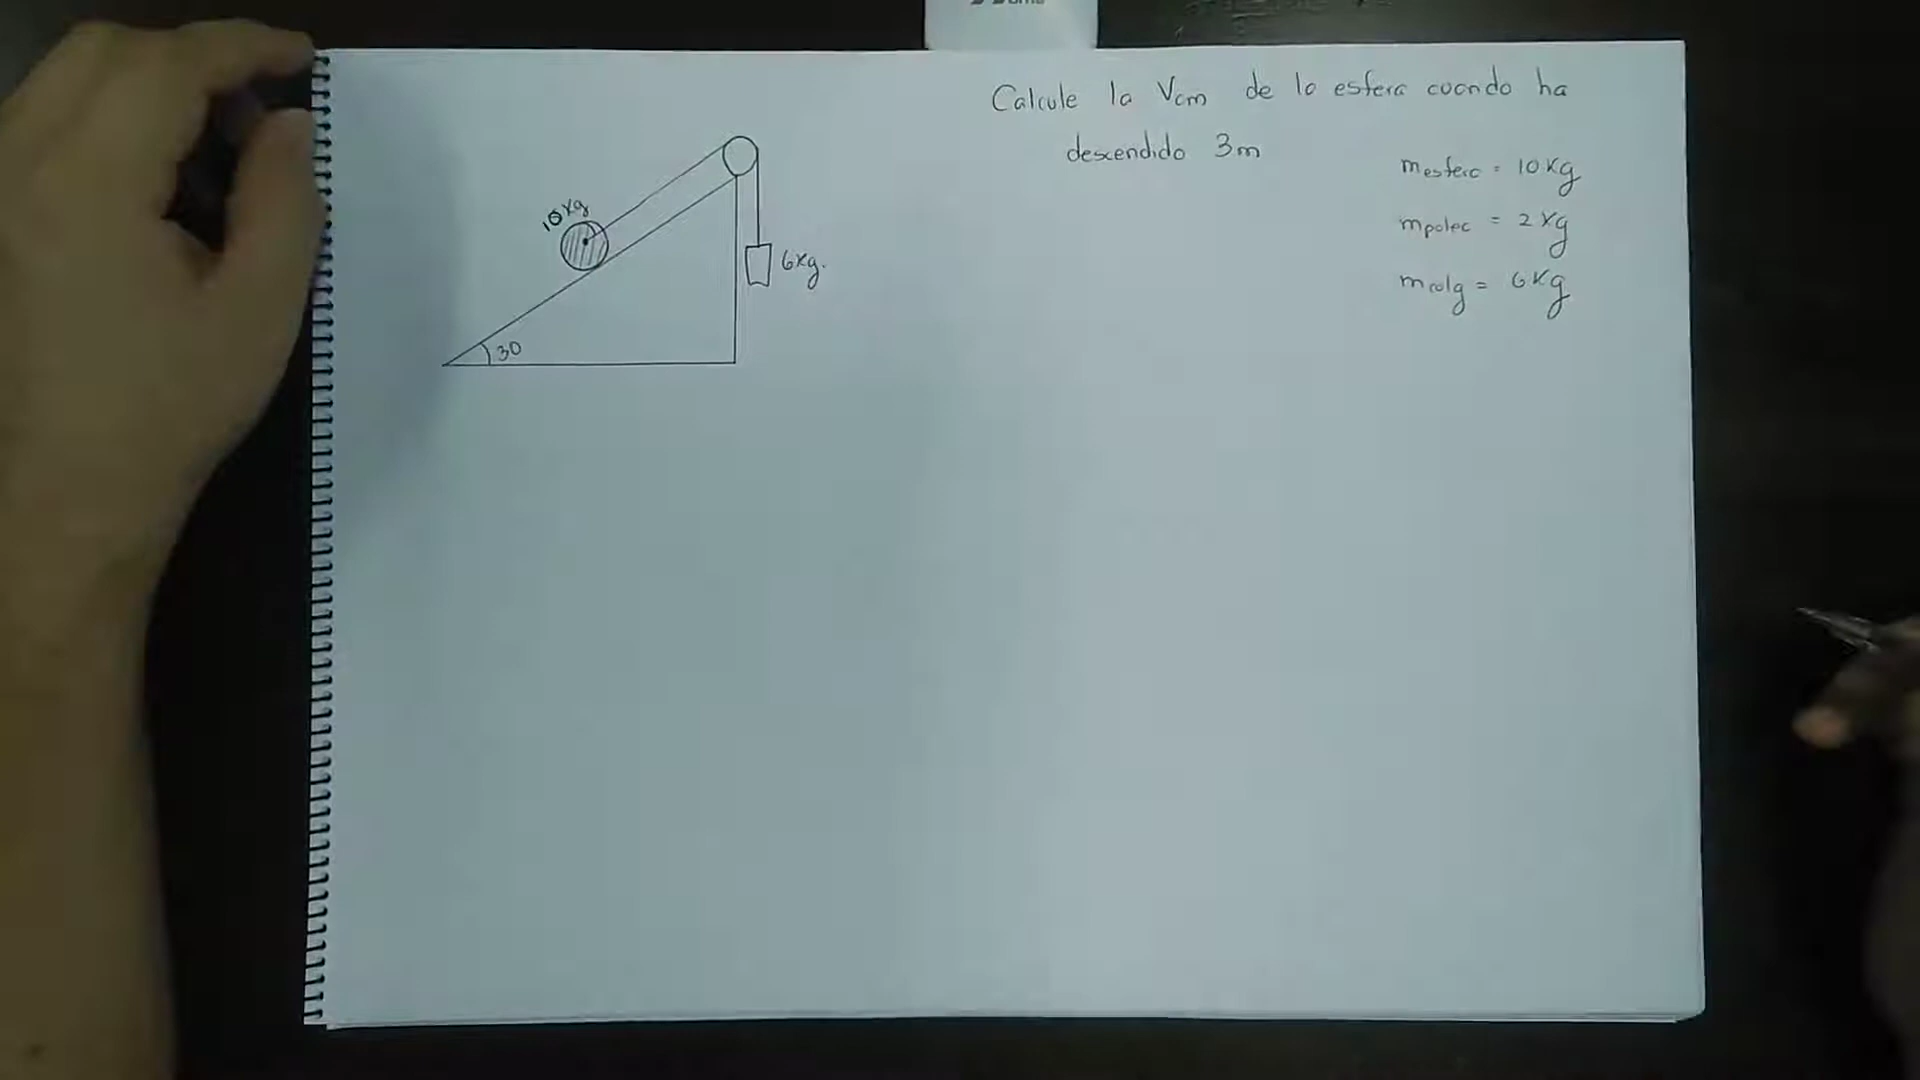 Calcule la Vcm de la esfera cuando ha
descendido 3m
mesfera = 10 Kg
mpolea = 2 Kg
mcolg = 6 Kg
10 Kg
6 Kg.
30